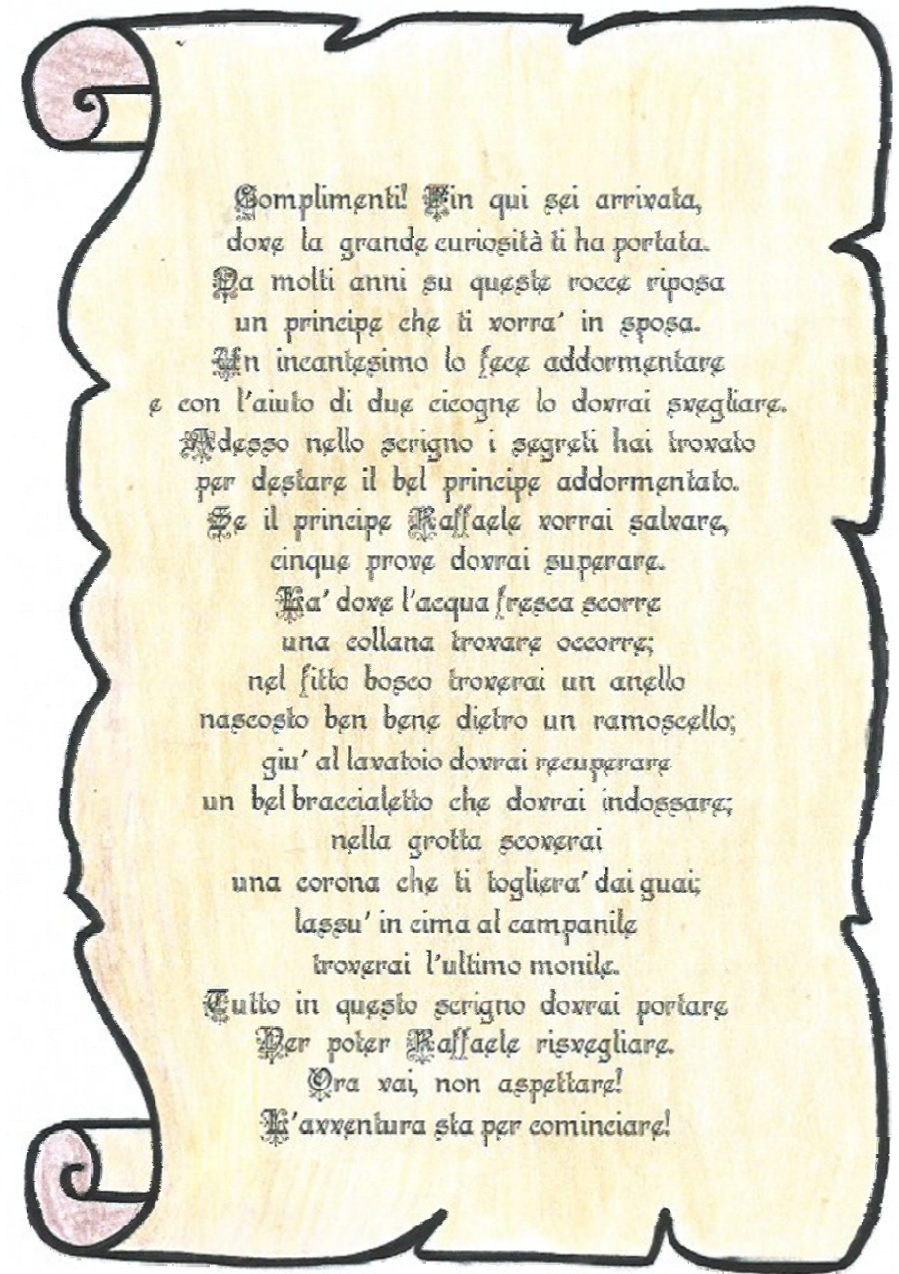 Complimenti! Fin qui sei arrivata,
dove la grande curiosità ti ha portata.
Da molti anni su queste rocce riposa
un principe che ti vorra' in sposa.
Un incantesimo lo fece addormentare
e con l'aiuto di due cicogne lo dovrai svegliare.
Adesso nello scrigno i segreti hai trovato
per destare il bel principe addormentato.
Se il principe Raffaele vorrai salvare,
cinque prove dovrai superare.
La' dove l'acqua fresca scorre
una collana trovare occorre;
nel fitto bosco troverai un anello
nascosto ben bene dietro un ramoscello;
giu' al lavatoio dovrai recuperare
un bel braccialetto che dovrai indossare;
nella grotta scoverai
una corona che ti togliera' dai guai;
lassu' in cima al campanile
troverai l'ultimo monile.
Tutto in questo scrigno dovrai portare
Per poter Raffaele risvegliare.
Ora vai, non aspettare!
L'avventura sta per cominciare!